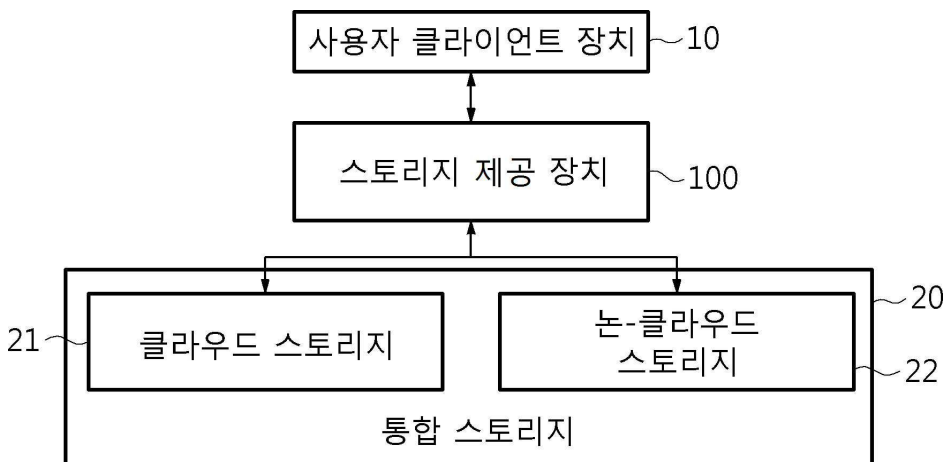 사용자 클라이언트 장치
10
스토리지 제공 장치
100
20
21
클라우드 스토리지
논-클라우드
스토리지
22
통합 스토리지